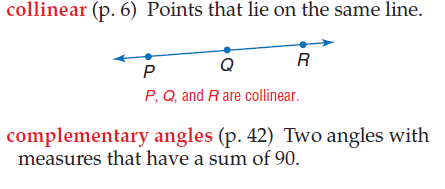 collinear (p. 6) Points that lie on the same line.
P
Q
R
P, Q, and R are collinear.
complementary angles (p. 42) Two angles with
measures that have a sum of 90.